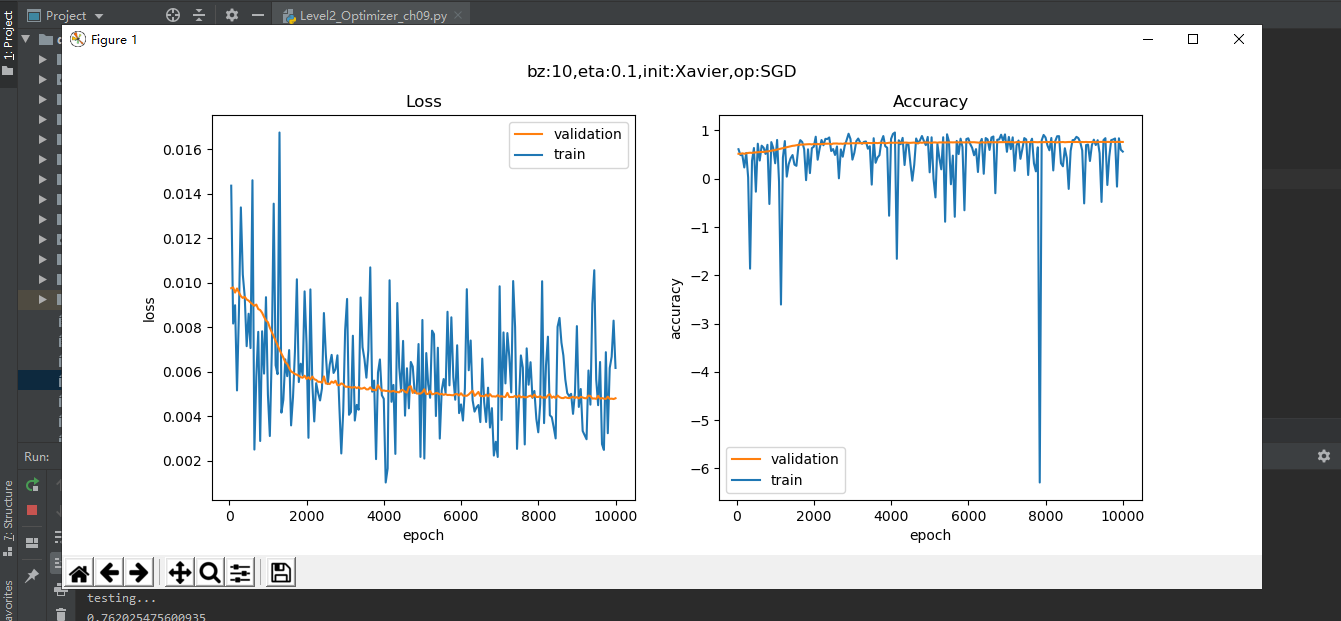 Project
Level2_Optimizer_ch09.py
1: Project
Figure 1
bz:10,eta:0.1,init:Xavier,op:SGD
Loss
validation
train
0.016
0.014
0.012
0.010
0.008
0.006
0.004
0.002
loss
0
2000
4000
6000
8000
10000
epoch
Accuracy
1
0
−1
−2
−3
−4
−5
−6
accuracy
validation
train
0
2000
4000
6000
8000
10000
epoch
Run:
7: Structure
testing...
0.762025475600935